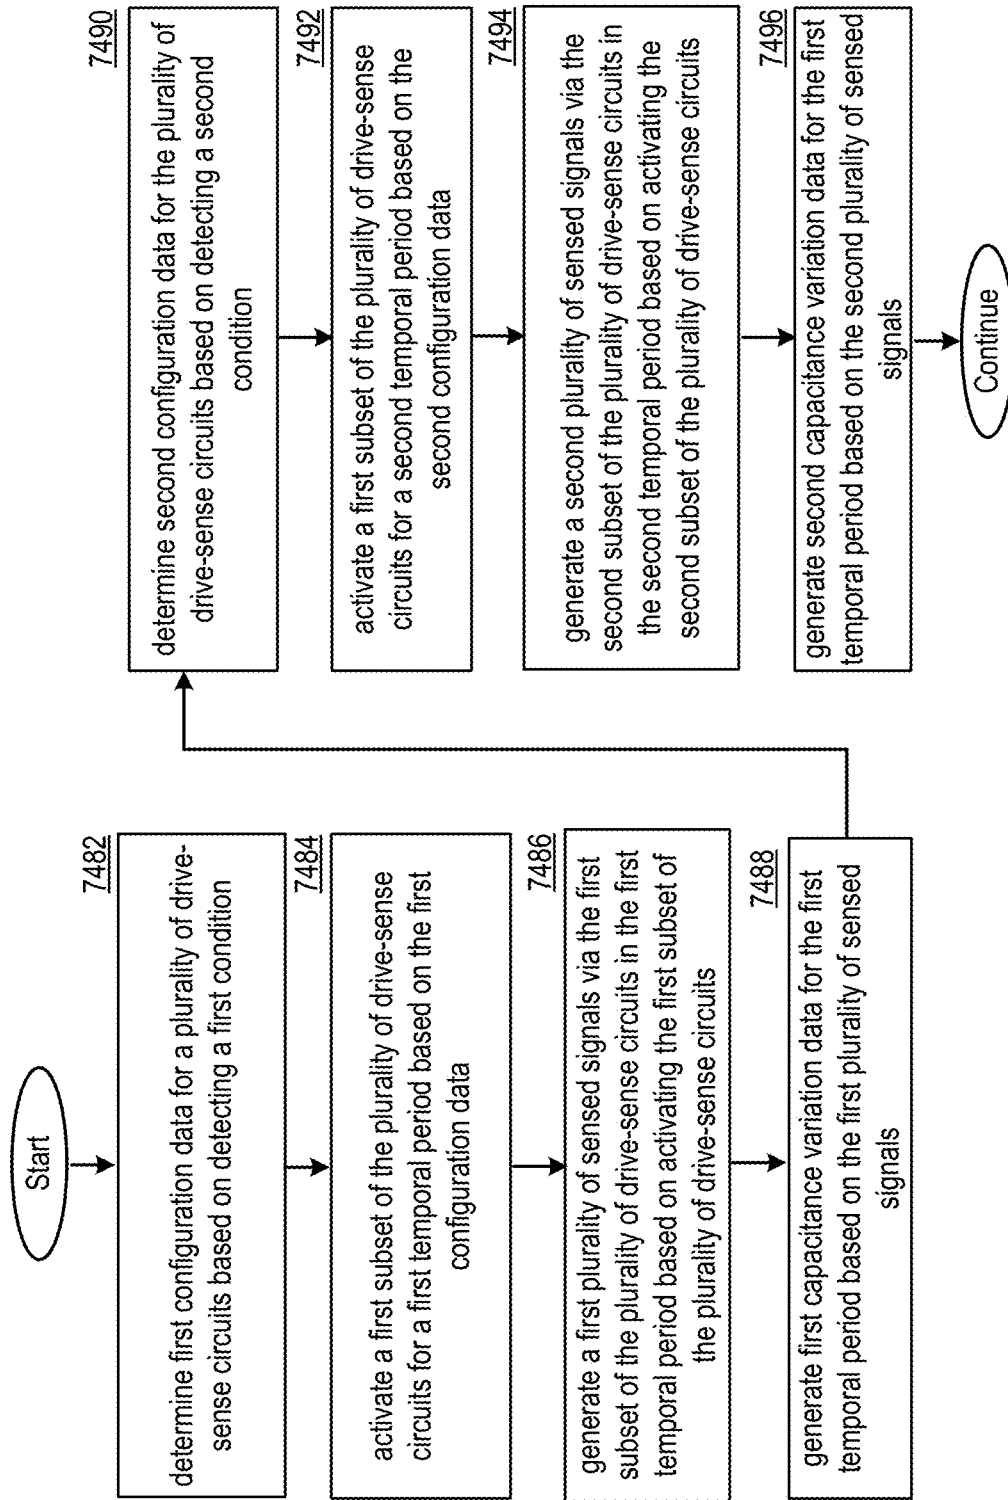 Start
7482
determine first configuration data for a plurality of drive-
sense circuits based on detecting a first condition
7484
activate a first subset of the plurality of drive-sense
circuits for a first temporal period based on the first
configuration data
7486
generate a first plurality of sensed signals via the first
subset of the plurality of drive-sense circuits in the first
temporal period based on activating the first subset of
the plurality of drive-sense circuits
7488
generate first capacitance variation data for the first
temporal period based on the first plurality of sensed
signals
7490
determine second configuration data for the plurality of
drive-sense circuits based on detecting a second
condition
7492
activate a first subset of the plurality of drive-sense
circuits for a second temporal period based on the
second configuration data
7494
generate a second plurality of sensed signals via the
second subset of the plurality of drive-sense circuits in
the second temporal period based on activating the
second subset of the plurality of drive-sense circuits
7496
generate second capacitance variation data for the first
temporal period based on the second plurality of sensed
signals
Continue